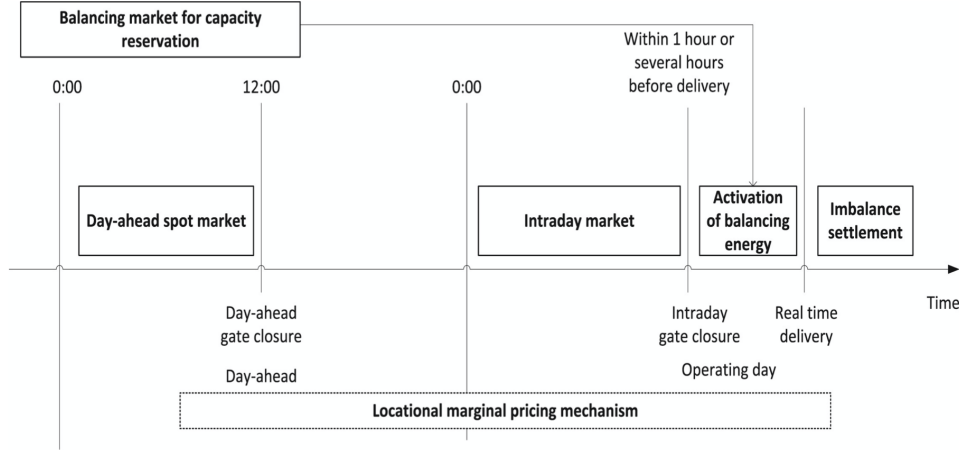 Balancing market for capacity
reservation
Within 1 hour or
several hours
before delivery
0:00
12:00
0:00
Day-ahead spot market
Intraday market
Activation
of balancing
energy
Imbalance
settlement
Time
Day-ahead
gate closure
Intraday
gate closure
Real time
delivery
Day-ahead
Operating day
Locational marginal pricing mechanism